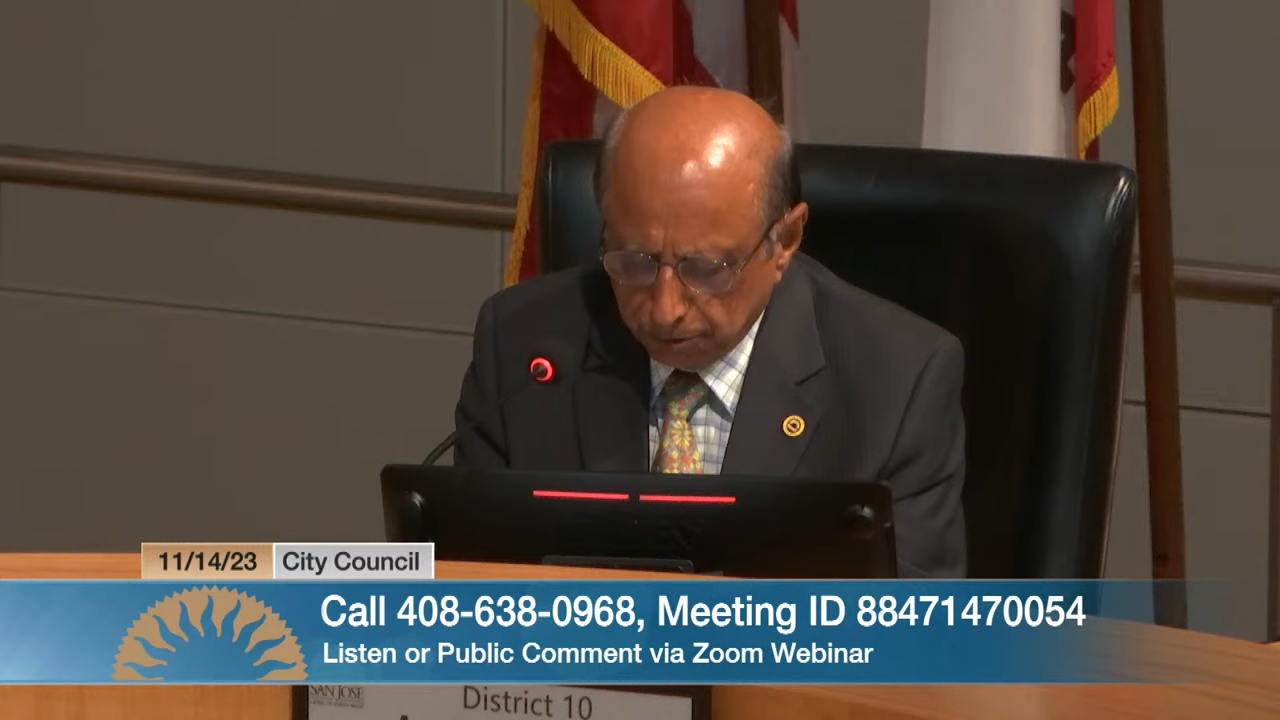 11/14/23 City Council
Call 408-638-0968, Meeting ID 88471470054
Listen or Public Comment via Zoom Webinar
SAN JOSE
District 10